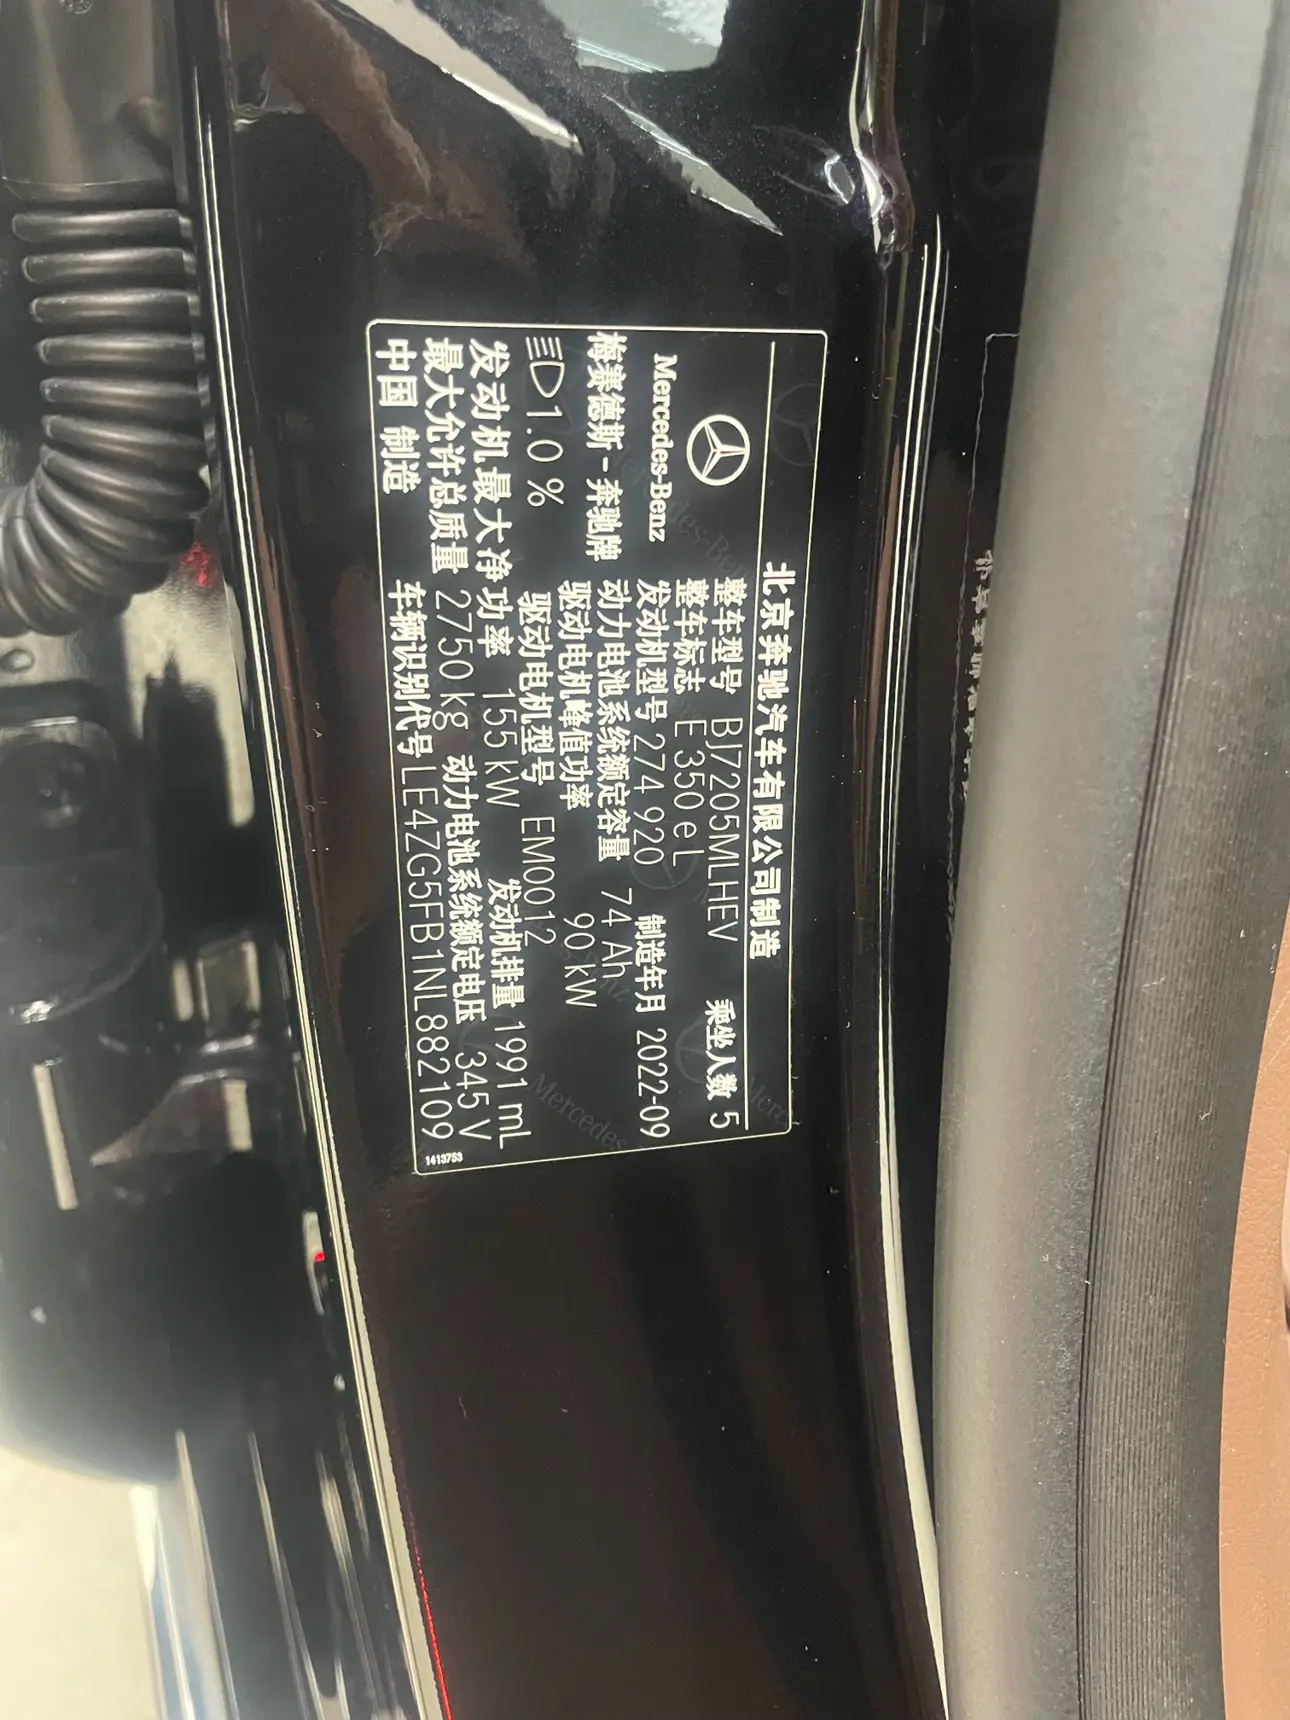 北京奔驰汽车有限公司制造
Mercedes-Benz
梅赛德斯-奔驰牌
1.0 %
整车型号 BJ7205MLHEV 乘坐人数 5
整车标志 E 350 e L
发动机型号 274 920 制造年月 2022-09
动力电池系统额定容量 74 Ah
驱动电机峰值功率 90 kW
驱动电机型号 EM0012
发动机最大净功率 155 kW 发动机排量 1991 mL
最大允许总质量 2750 kg 动力电池系统额定电压 345 V
中国 制造 车辆识别代号 LE4ZG5FB1NL882109
1413753